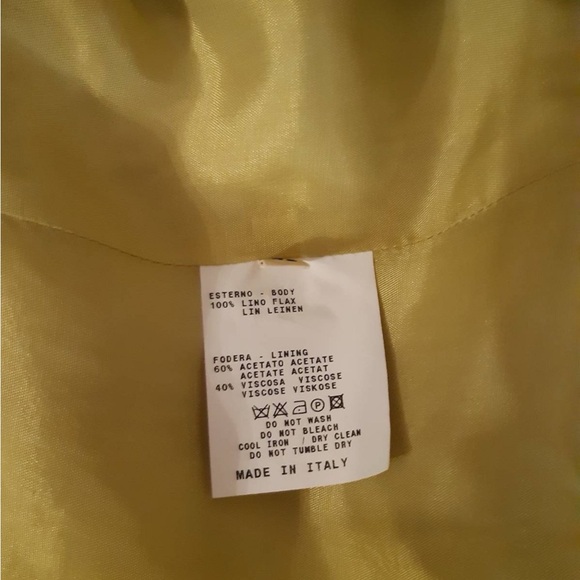 ESTERNO - BODY
100% LINO FLAX
LIN LEINEN
FODERA - LINING
60% ACETATO ACETATE
ACETATE ACETAT
40% VISCOSA VISCOSE
VISCOSE VISKOSE
P
DO NOT WASH
DO NOT BLEACH
COOL IRON / DRY CLEAN
DO NOT TUMBLE DRY
MADE IN ITALY